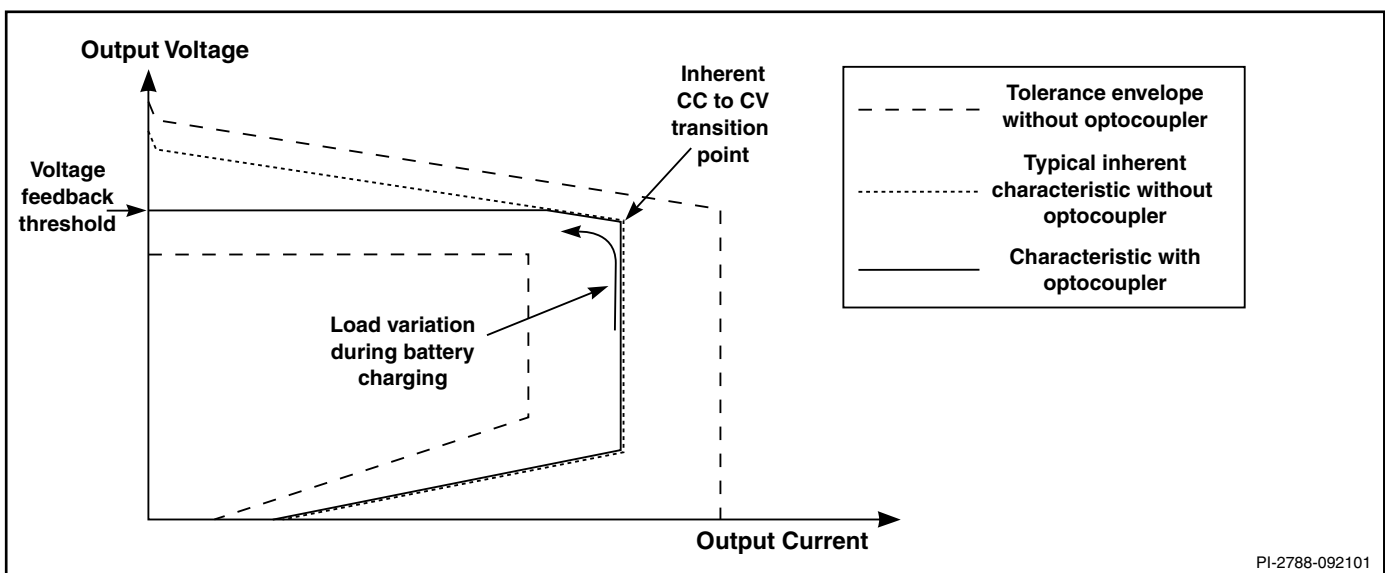 Output Voltage
Inherent
CC to CV
transition
point
Voltage
feedback
threshold
Load variation
during battery
charging
Output Current
Tolerance envelope
without optocoupler
Typical inherent
characteristic without
optocoupler
Characteristic with
optocoupler
PI-2788-092101